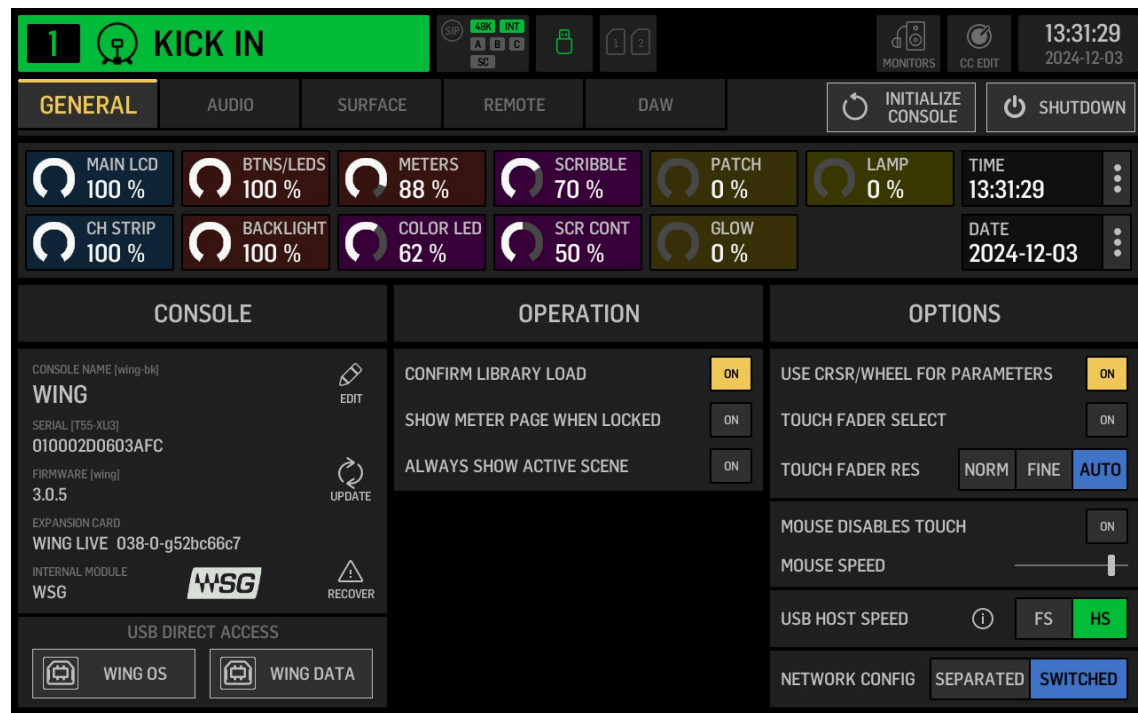 1 KICK IN
SIP 48K INT
A B C
SC
1 2
MONITORS
CC EDIT
13:31:29
2024-12-03
GENERAL AUDIO SURFACE REMOTE DAW
INITIALIZE
CONSOLE
SHUTDOWN
MAIN LCD
100 %
BTNS/LEDS
100 %
METERS
88 %
SCRIBBLE
70 %
PATCH
0 %
LAMP
0 %
TIME
13:31:29
CH STRIP
100 %
BACKLIGHT
100 %
COLOR LED
62 %
SCR CONT
50 %
GLOW
0 %
DATE
2024-12-03
CONSOLE
CONSOLE NAME [wing-bk]
WING
EDIT
SERIAL [T55-XU3]
010002D0603AFC
FIRMWARE [wing]
3.0.5
UPDATE
EXPANSION CARD
WING LIVE 038-0-g52bc66c7
INTERNAL MODULE
WSG
WSG
RECOVER
USB DIRECT ACCESS
WING OS
WING DATA
OPERATION
CONFIRM LIBRARY LOAD ON
SHOW METER PAGE WHEN LOCKED ON
ALWAYS SHOW ACTIVE SCENE ON
OPTIONS
USE CRSR/WHEEL FOR PARAMETERS ON
TOUCH FADER SELECT ON
TOUCH FADER RES NORM FINE AUTO
MOUSE DISABLES TOUCH ON
MOUSE SPEED
USB HOST SPEED FS HS
NETWORK CONFIG SEPARATED SWITCHED